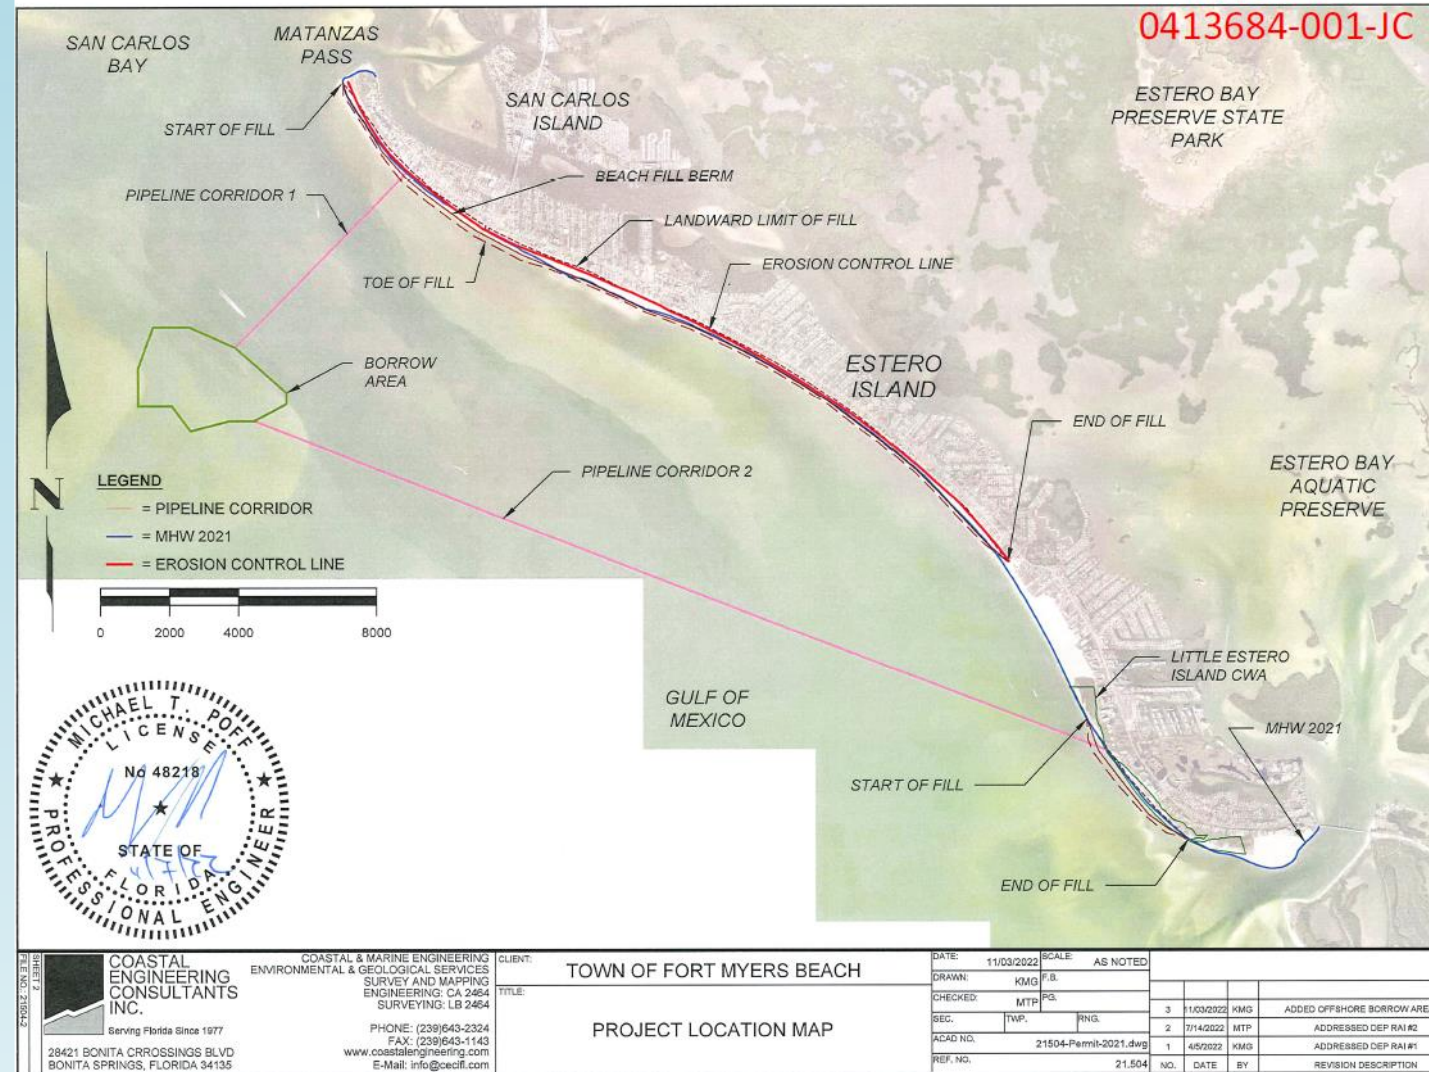 0413684-001-JC
SAN CARLOS
BAY
MATANZAS
PASS
SAN CARLOS
ISLAND
ESTERO BAY
PRESERVE STATE
PARK
START OF FILL
BEACH FILL BERM
PIPELINE CORRIDOR 1
LANDWARD LIMIT OF FILL
EROSION CONTROL LINE
TOE OF FILL
BORROW
AREA
ESTERO
ISLAND
END OF FILL
PIPELINE CORRIDOR 2
ESTERO BAY
AQUATIC
PRESERVE
N
LEGEND
= PIPELINE CORRIDOR
= MHW 2021
= EROSION CONTROL LINE
0 2000 4000 8000
LITTLE ESTERO
ISLAND CWA
GULF OF
MEXICO
MHW 2021
START OF FILL
END OF FILL
MICHAEL T. POFF
LICENSE
No 48218
STATE OF
FLORIDA
PROFESSIONAL ENGINEER
SHEET 2
FILE NO.: 21504-2
COASTAL
ENGINEERING
CONSULTANTS
INC.
Serving Florida Since 1977
28421 BONITA CRROSSINGS BLVD
BONITA SPRINGS, FLORIDA 34135
COASTAL & MARINE ENGINEERING
ENVIRONMENTAL & GEOLOGICAL SERVICES
SURVEY AND MAPPING
ENGINEERING: CA 2464
SURVEYING: LB 2464
PHONE: (239)643-2324
FAX: (239)643-1143
www.coastalengineering.com
E-Mail: info@cecifl.com
CLIENT:
TOWN OF FORT MYERS BEACH
TITLE:
PROJECT LOCATION MAP
DATE: 11/03/2022 SCALE: AS NOTED
DRAWN: KMG F.B.
CHECKED: MTP PG.
SEC. TWP. RNG.
ACAD NO. 21504-Permit-2021.dwg
REF. NO. 21.504
3 11/03/2022 KMG ADDED OFFSHORE BORROW ARE
2 7/14/2022 MTP ADDRESSED DEP RAI #2
1 4/5/2022 KMG ADDRESSED DEP RAI #1
NO. DATE BY REVISION DESCRIPTION